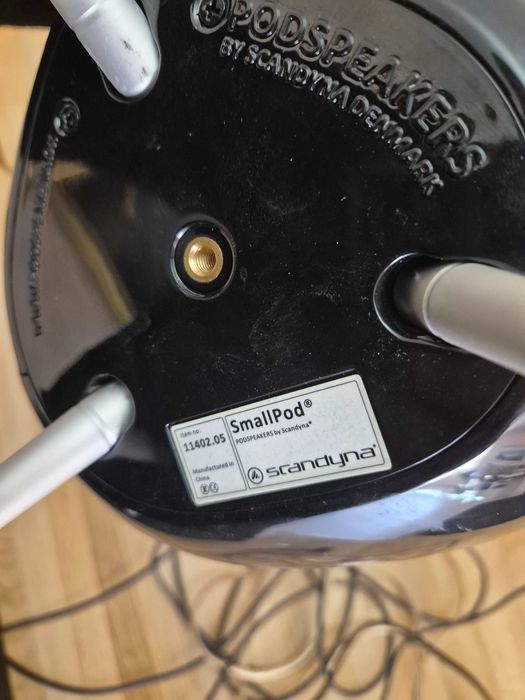 PODSPEAKERS
BY SCANDYNA DENMARK
item no:
11402.05
Manufactured in
China
SmallPod®
PODSPEAKERS by Scandyna®
scandyna®